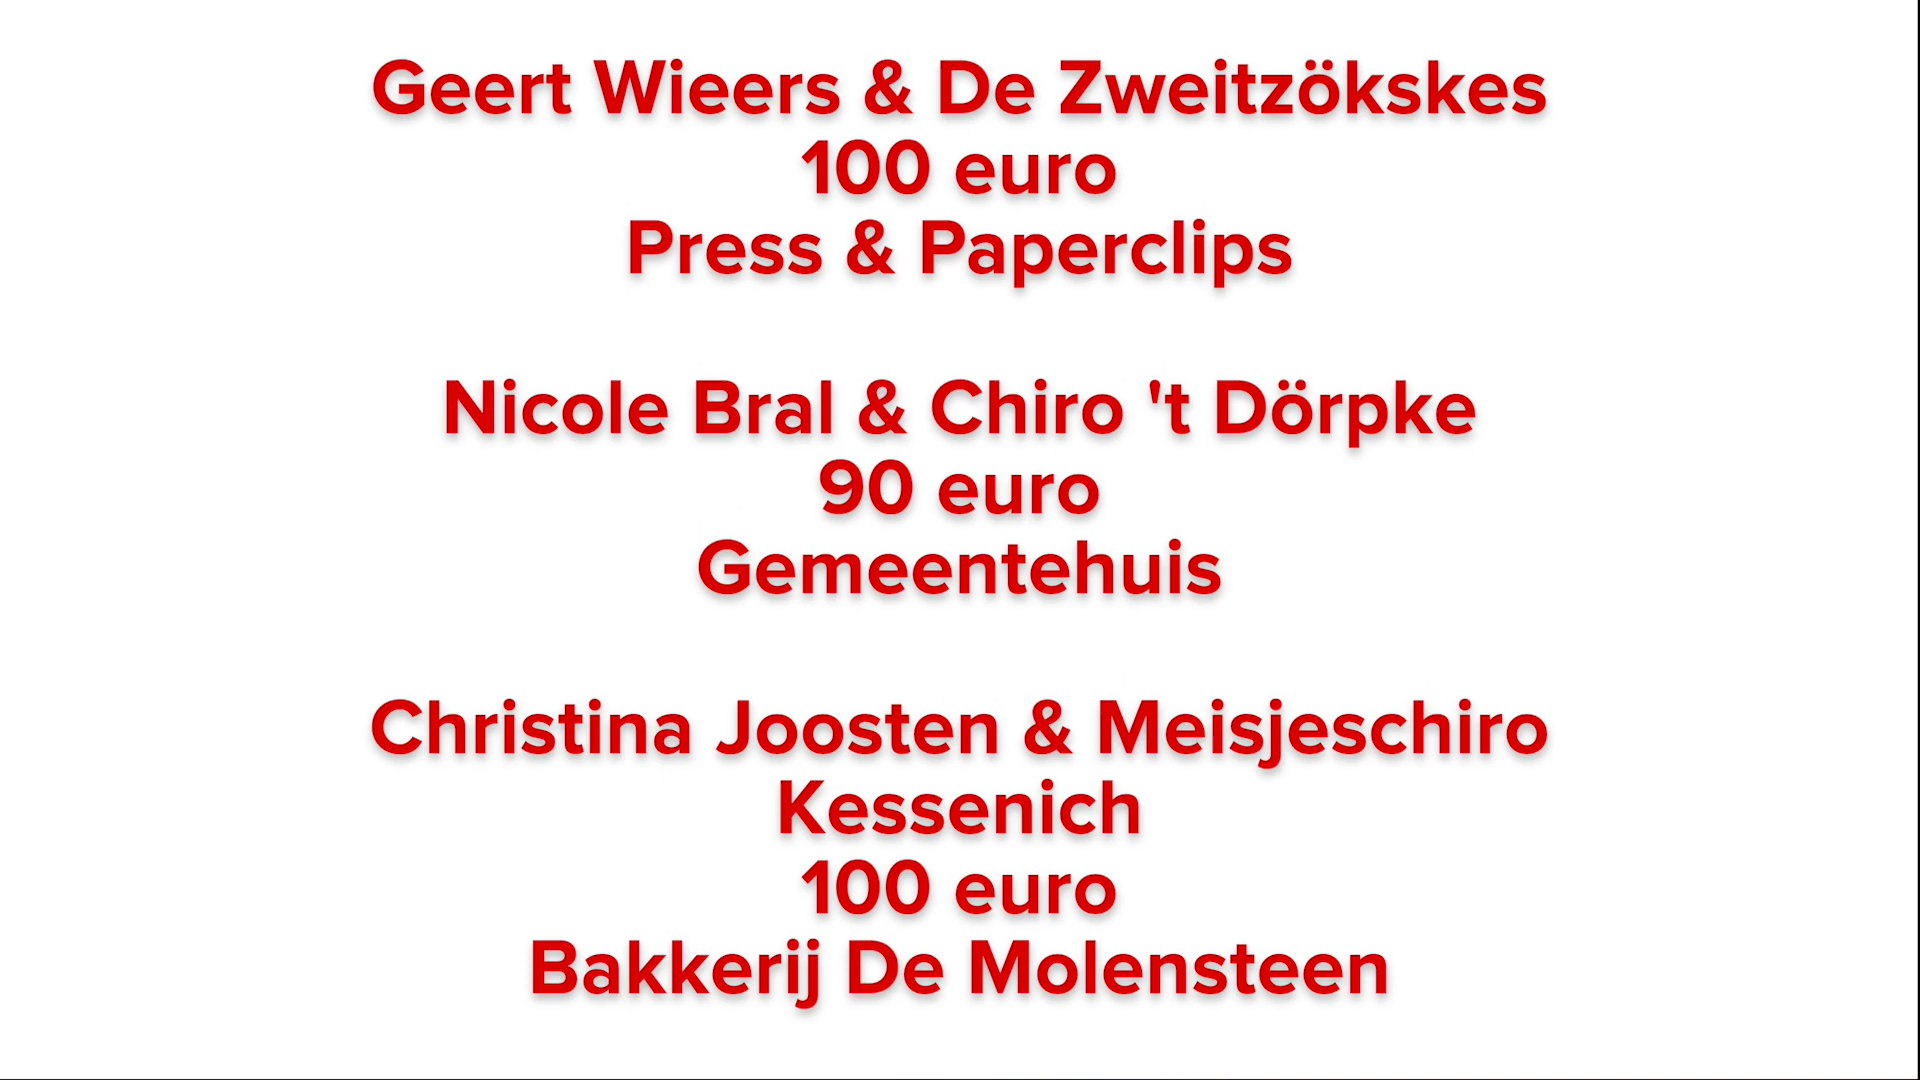 Geert Wieers & De Zweitzökskes
100 euro
Press & Paperclips
Nicole Bral & Chiro 't Dörpke
90 euro
Gemeentehuis
Christina Joosten & Meisjeschiro
Kessenich
100 euro
Bakkerij De Molensteen